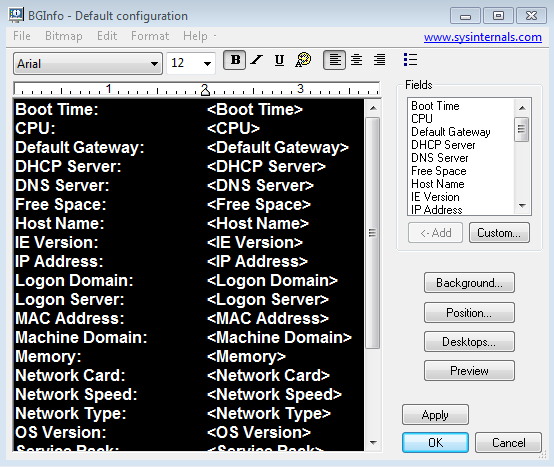 BGInfo - Default configuration
File Bitmap Edit Format Help
www.sysinternals.com
Arial 12 B I U
1 2 3
Boot Time: <Boot Time>
CPU: <CPU>
Default Gateway: <Default Gateway>
DHCP Server: <DHCP Server>
DNS Server: <DNS Server>
Free Space: <Free Space>
Host Name: <Host Name>
IE Version: <IE Version>
IP Address: <IP Address>
Logon Domain: <Logon Domain>
Logon Server: <Logon Server>
MAC Address: <MAC Address>
Machine Domain: <Machine Domain>
Memory: <Memory>
Network Card: <Network Card>
Network Speed: <Network Speed>
Network Type: <Network Type>
OS Version: <OS Version>
Service Pack: <Service Pack>
Fields
Boot Time
CPU
Default Gateway
DHCP Server
DNS Server
Free Space
Host Name
IE Version
IP Address
<- Add
Custom...
Background...
Position...
Desktops...
Preview
Apply
OK
Cancel